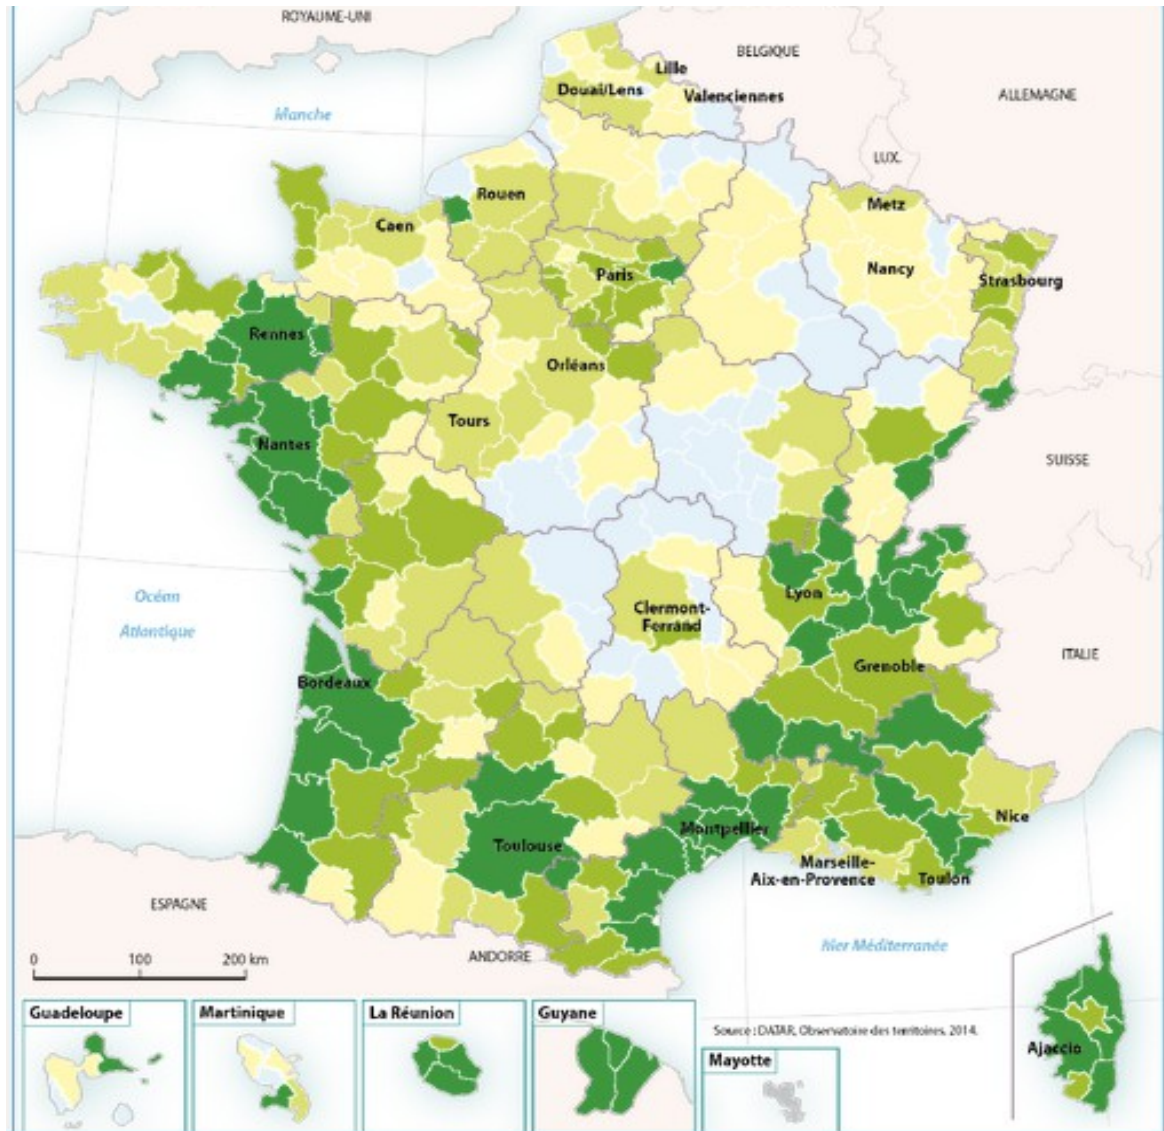 ROYAUME-UNI
BELGIQUE
Lille
Douai/Lens
Valenciennes
ALLEMAGNE
Manche
LUX.
Rouen
Metz
Caen
Paris
Nancy
Strasbourg
Rennes
Orléans
Tours
Nantes
SUISSE
Océan
Atlantique
Lyon
Clermont-
Ferrand
ITALIE
Grenoble
Bordeaux
Nice
Montpellier
Toulouse
Marseille-
Aix-en-Provence
Toulon
ESPAGNE
ANDORRE
Mer Méditerranée
0 100 200 km
Guadeloupe
Martinique
La Réunion
Guyane
Source : DATAR, Observatoire des territoires, 2014.
Mayotte
Ajaccio